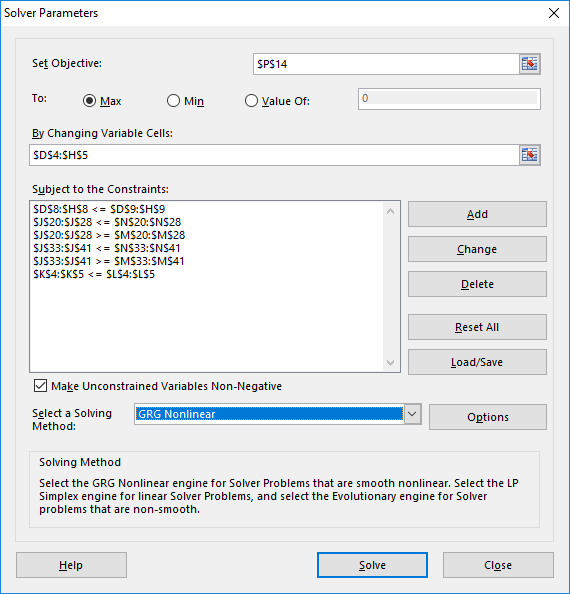 Solver Parameters
Set Objective:
$P$14
To:
Max
Min
Value Of:
0
By Changing Variable Cells:
$D$4:$H$5
Subject to the Constraints:
$D$8:$H$8 <= $D$9:$H$9
$J$20:$J$28 <= $N$20:$N$28
$J$20:$J$28 >= $M$20:$M$28
$J$33:$J$41 <= $N$33:$N$41
$J$33:$J$41 >= $M$33:$M$41
$K$4:$K$5 <= $L$4:$L$5
Add
Change
Delete
Reset All
Load/Save
Make Unconstrained Variables Non-Negative
Select a Solving
Method:
GRG Nonlinear
Options
Solving Method
Select the GRG Nonlinear engine for Solver Problems that are smooth nonlinear. Select the LP
Simplex engine for linear Solver Problems, and select the Evolutionary engine for Solver
problems that are non-smooth.
Help
Solve
Close